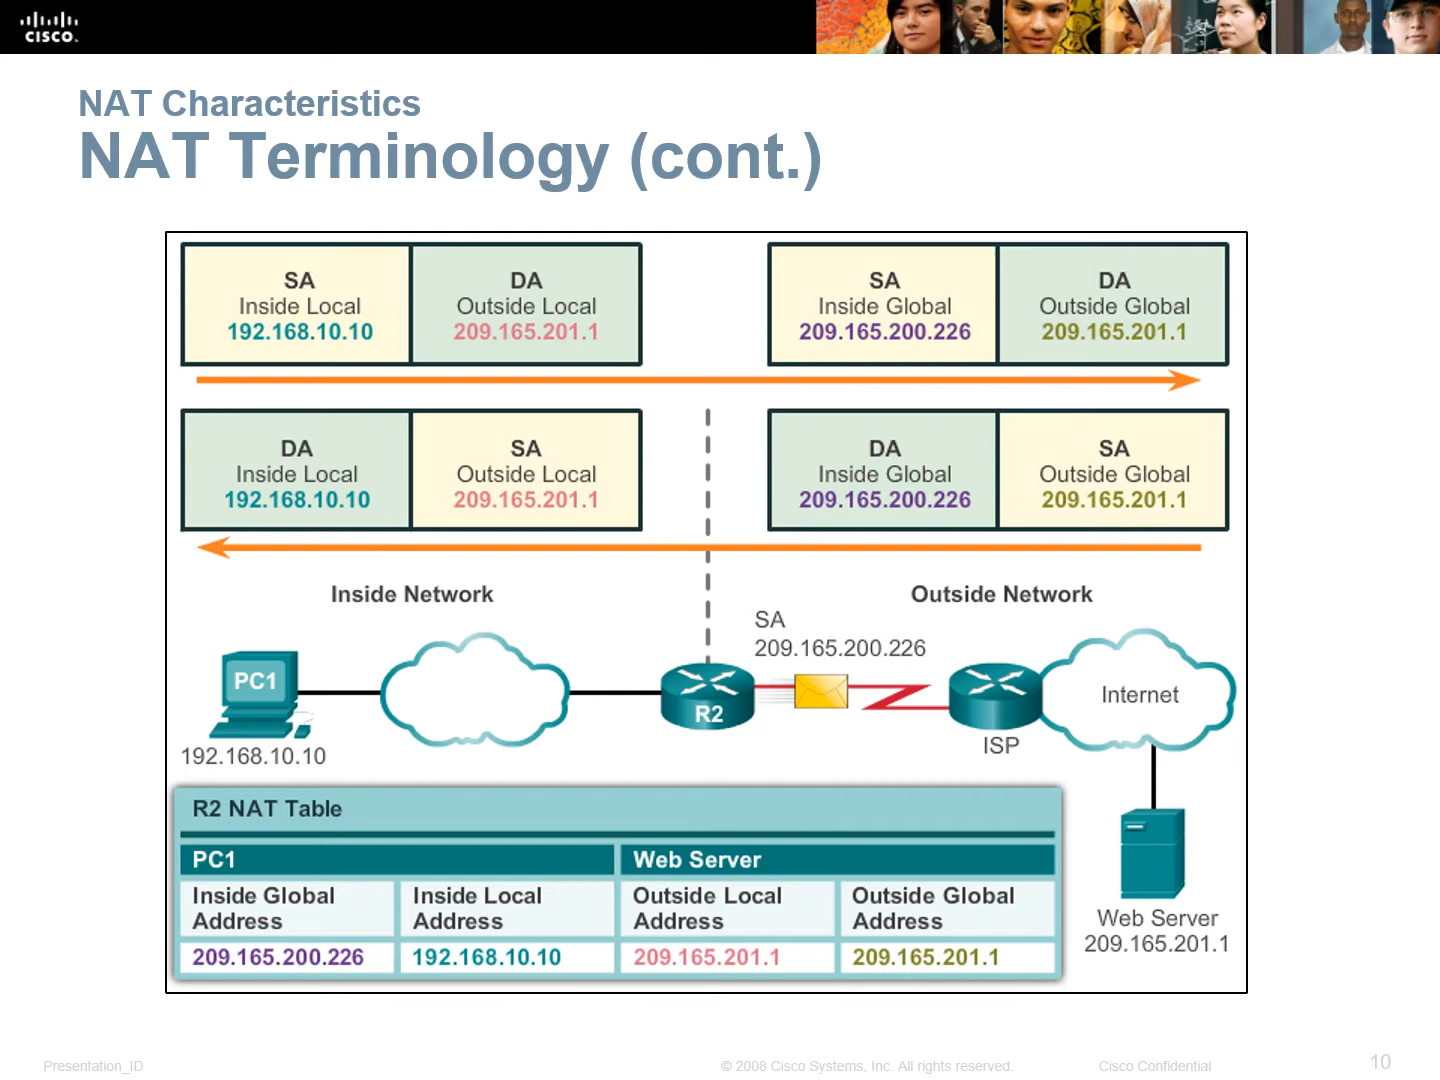 CISCO.
NAT Characteristics
NAT Terminology (cont.)
SA
Inside Local
192.168.10.10
DA
Outside Local
209.165.201.1
SA
Inside Global
209.165.200.226
DA
Outside Global
209.165.201.1
DA
Inside Local
192.168.10.10
SA
Outside Local
209.165.201.1
DA
Inside Global
209.165.200.226
SA
Outside Global
209.165.201.1
Inside Network
Outside Network
SA
209.165.200.226
PC1
192.168.10.10
R2
ISP
Internet
Web Server
209.165.201.1
R2 NAT Table
PC1
Web Server
Inside Global
Address
Inside Local
Address
Outside Local
Address
Outside Global
Address
209.165.200.226
192.168.10.10
209.165.201.1
209.165.201.1
Presentation_ID
© 2008 Cisco Systems, Inc. All rights reserved.
Cisco Confidential
10